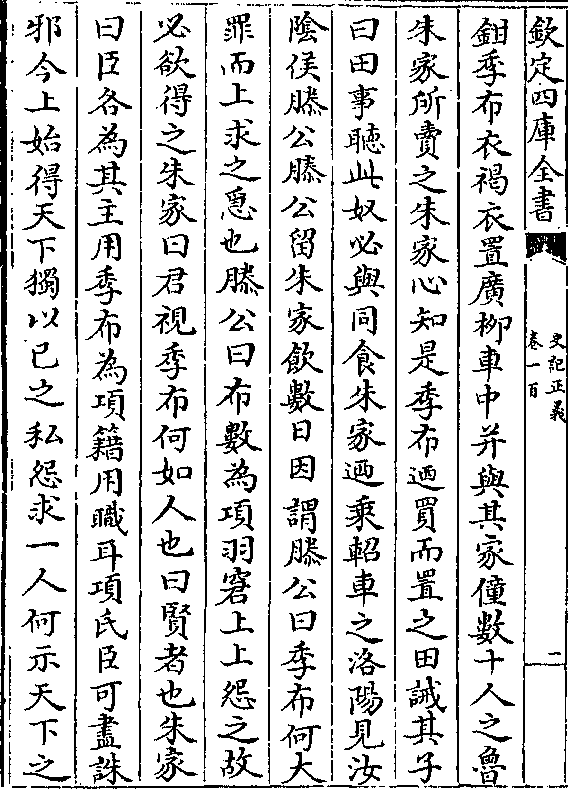 欽定四庫全書
史記正義
卷一百
二
鉗季布衣褐衣置廣柳車中并與其家僮數十人之魯
朱家所賣之朱家心知是季布迺買而置之田誡其子
曰田事聽此奴必與同食朱家迺乘軺車之洛陽見汝
陰侯滕公滕公留朱家飲數日因謂滕公曰季布何大
罪而上求之急也滕公曰布數為項羽窘上上怨之故
必欲得之朱家曰君視季布何如人也曰賢者也朱家
曰臣各為其主用季布為項籍用職耳項氏臣可盡誅
邪今上始得天下獨以己之私怨求一人何示天下之